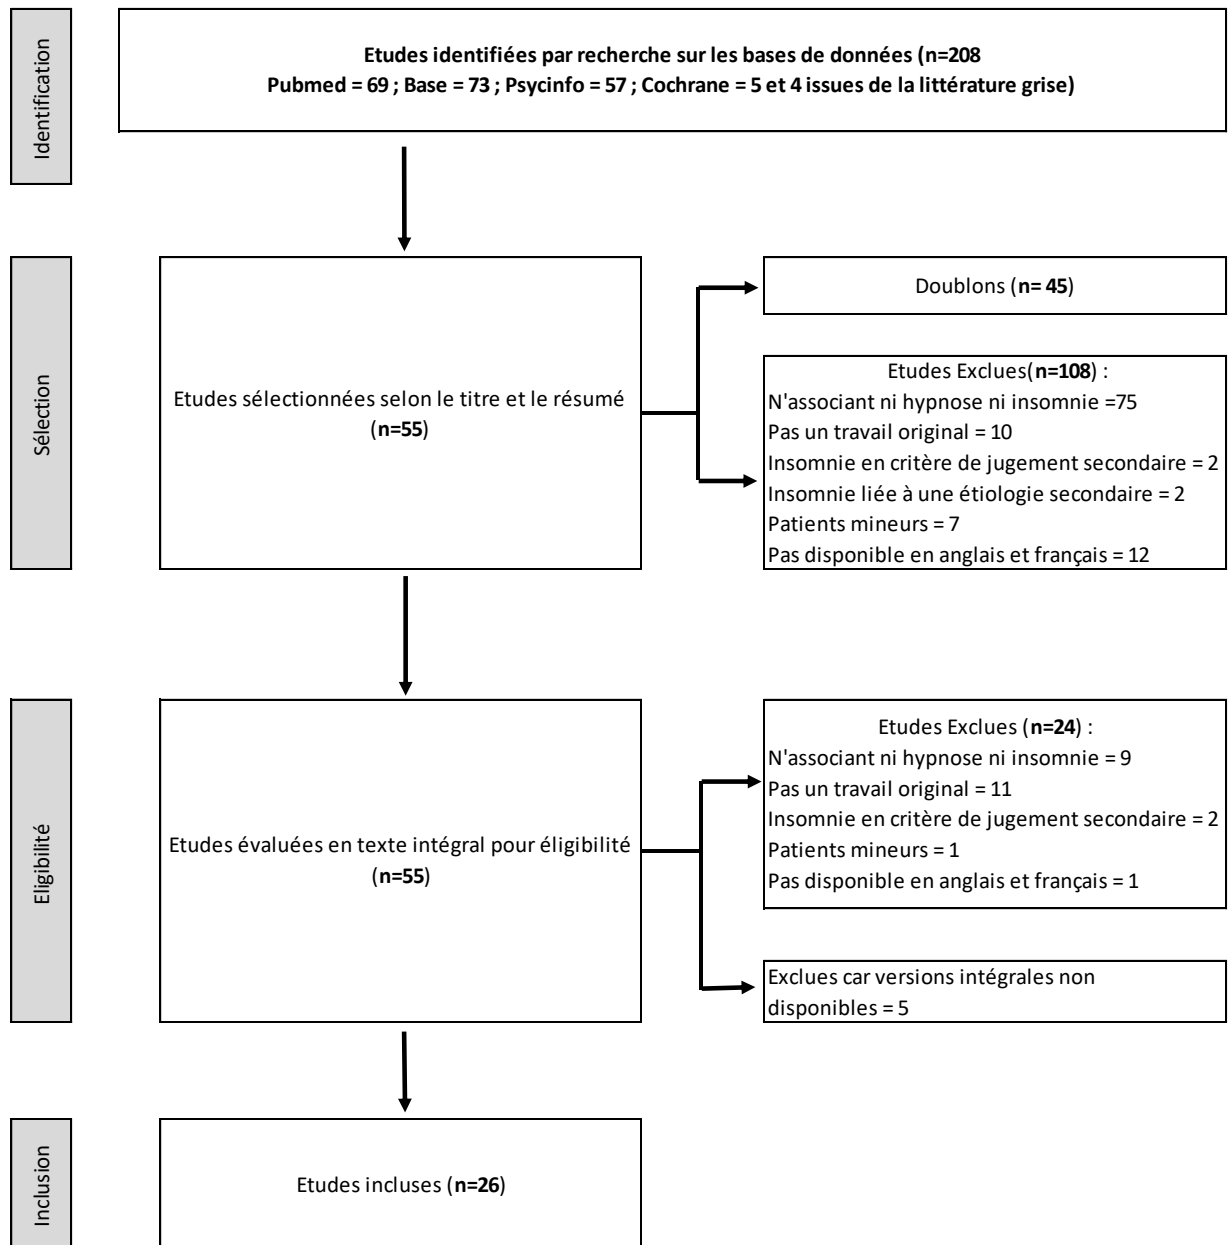 Identification
Etudes identifiées par recherche sur les bases de données (n=208
Pubmed = 69 ; Base = 73 ; Psycinfo = 57 ; Cochrane = 5 et 4 issues de la littérature grise)
Sélection
Etudes sélectionnées selon le titre et le résumé
(n=55)
Doublons (n= 45)
Etudes Exclues(n=108) :
N'associant ni hypnose ni insomnie =75
Pas un travail original = 10
Insomnie en critère de jugement secondaire = 2
Insomnie liée à une étiologie secondaire = 2
Patients mineurs = 7
Pas disponible en anglais et français = 12
Eligibilité
Etudes évaluées en texte intégral pour éligibilité
(n=55)
Etudes Exclues (n=24) :
N'associant ni hypnose ni insomnie = 9
Pas un travail original = 11
Insomnie en critère de jugement secondaire = 2
Patients mineurs = 1
Pas disponible en anglais et français = 1
Exclues car versions intégrales non
disponibles = 5
Inclusion
Etudes incluses (n=26)